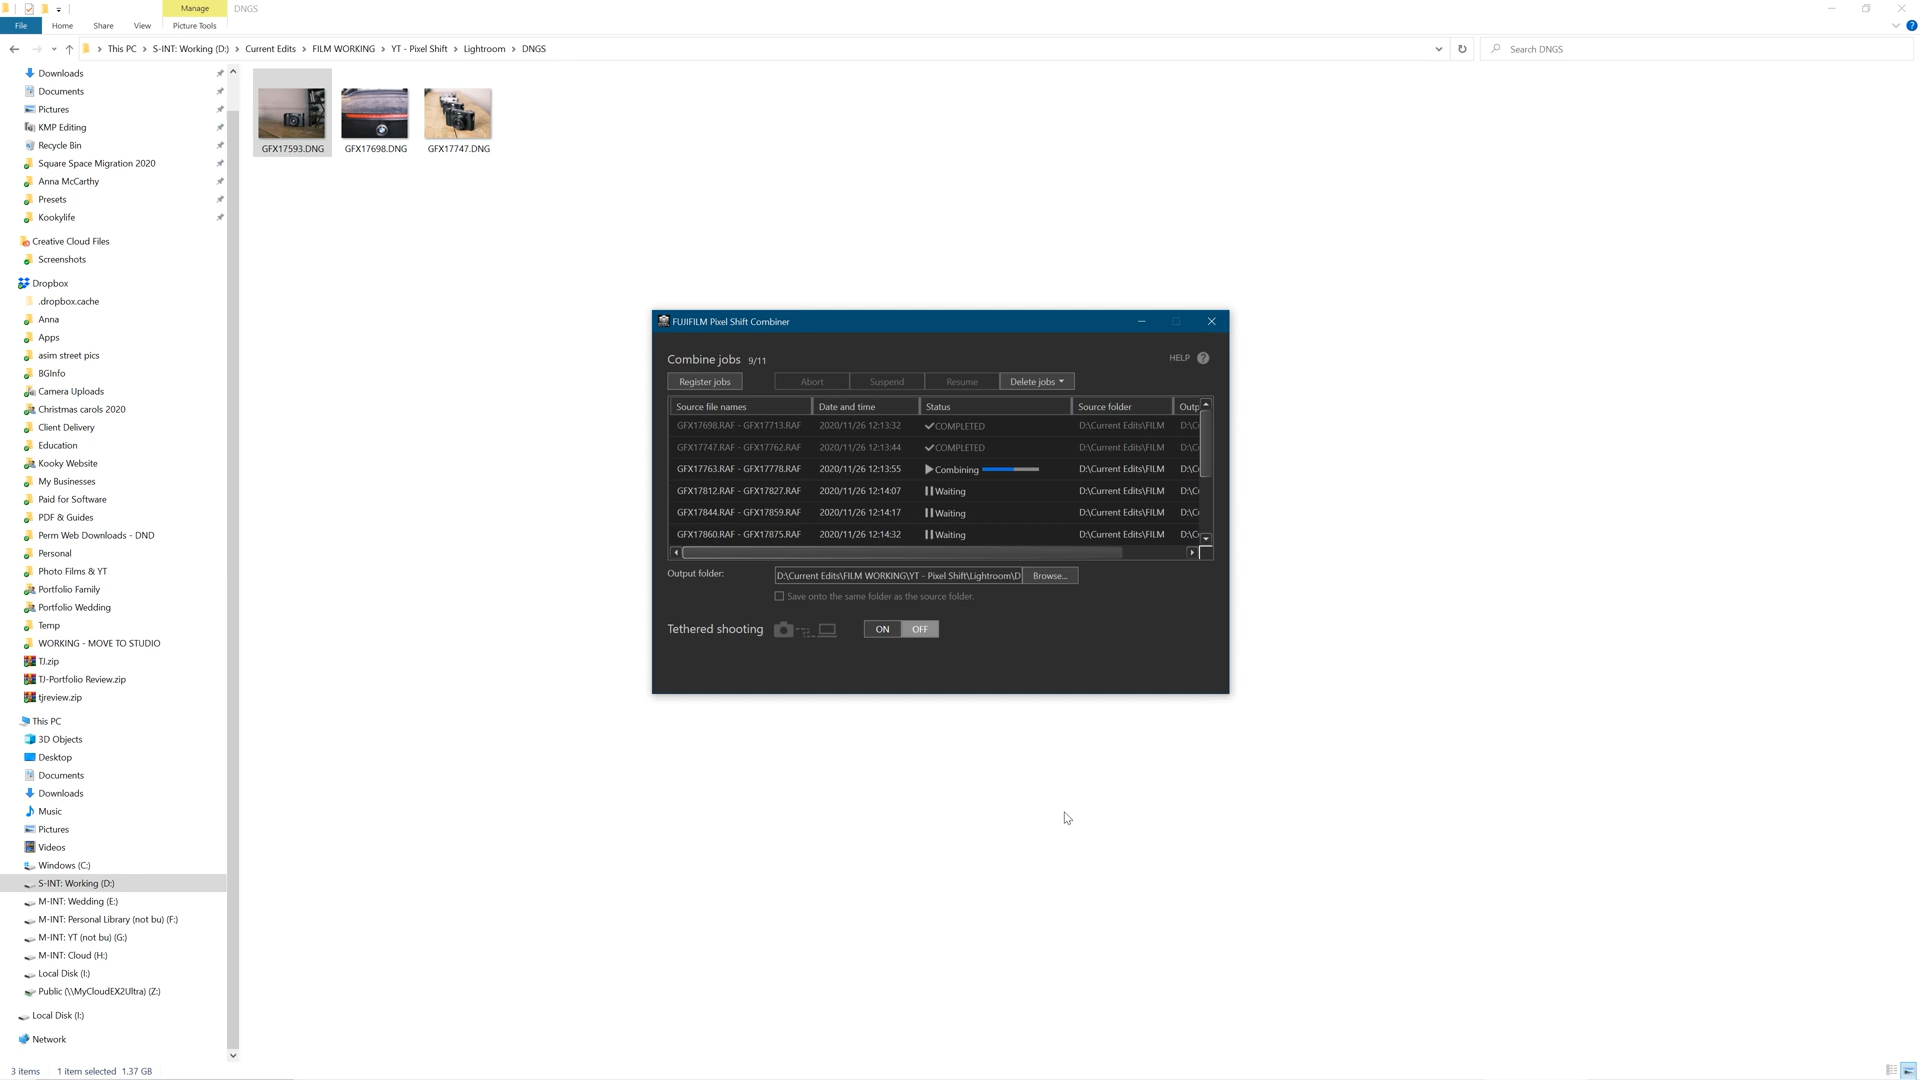 Manage
DNGS
File
Home
Share
View
Picture Tools
This PC
S-INT: Working (D:)
Current Edits
FILM WORKING
YT - Pixel Shift
Lightroom
DNGS
Search DNGS
Downloads
Documents
Pictures
KMP Editing
Recycle Bin
Square Space Migration 2020
Anna McCarthy
Presets
Kookylife
Creative Cloud Files
Screenshots
Dropbox
.dropbox.cache
Anna
Apps
asim street pics
BGInfo
Camera Uploads
Christmas carols 2020
Client Delivery
Education
Kooky Website
My Businesses
Paid for Software
PDF & Guides
Perm Web Downloads - DND
Personal
Photo Films & YT
Portfolio Family
Portfolio Wedding
Temp
WORKING - MOVE TO STUDIO
TJ.zip
TJ-Portfolio Review.zip
tjreview.zip
This PC
3D Objects
Desktop
Documents
Downloads
Music
Pictures
Videos
Windows (C:)
S-INT: Working (D:)
M-INT: Wedding (E:)
M-INT: Personal Library (not bu) (F:)
M-INT: YT (not bu) (G:)
M-INT: Cloud (H:)
Local Disk (I:)
Public (\\MyCloudEX2Ultra) (Z:)
Local Disk (I:)
Network
GFX17593.DNG
GFX17698.DNG
GFX17747.DNG
FUJIFILM Pixel Shift Combiner
Combine jobs 9/11
HELP ?
Register jobs
Abort
Suspend
Resume
Delete jobs
Source file names Date and time Status Source folder Outp
GFX17698.RAF - GFX17713.RAF 2020/11/26 12:13:32 COMPLETED D:\Current Edits\FILM D:\C
GFX17747.RAF - GFX17762.RAF 2020/11/26 12:13:44 COMPLETED D:\Current Edits\FILM D:\C
GFX17763.RAF - GFX17778.RAF 2020/11/26 12:13:55 Combining D:\Current Edits\FILM D:\C
GFX17812.RAF - GFX17827.RAF 2020/11/26 12:14:07 Waiting D:\Current Edits\FILM D:\C
GFX17844.RAF - GFX17859.RAF 2020/11/26 12:14:17 Waiting D:\Current Edits\FILM D:\C
GFX17860.RAF - GFX17875.RAF 2020/11/26 12:14:32 Waiting D:\Current Edits\FILM D:\C
Output folder: D:\Current Edits\FILM WORKING\YT - Pixel Shift\Lightroom\D Browse...
Save onto the same folder as the source folder.
Tethered shooting ON OFF
3 items 1 item selected 1.37 GB